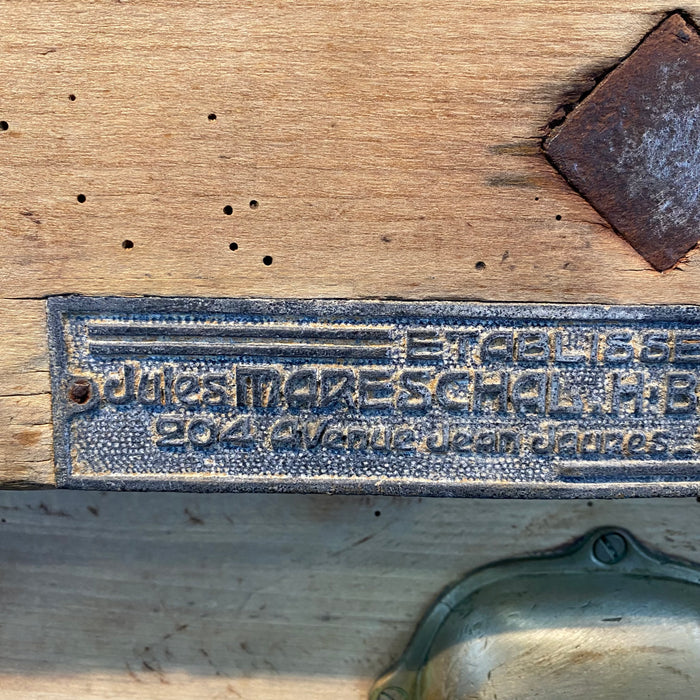 ETABLISSE
Jules MARESCHAL. H. B
204 Avenue Jean Jaures